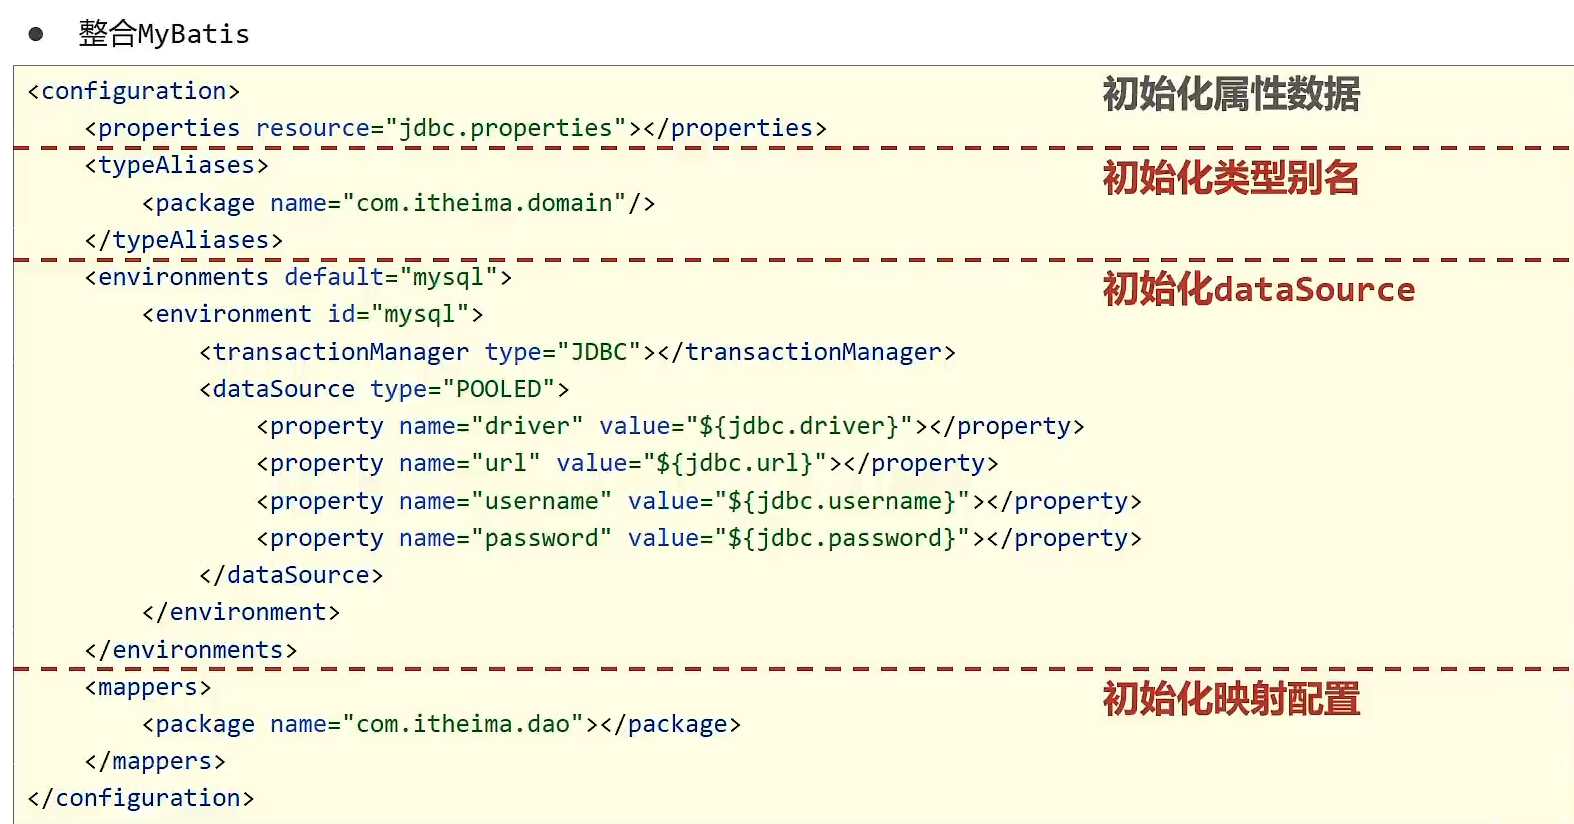 ● 整合MyBatis
<configuration> 初始化属性数据
<properties resource="jdbc.properties"></properties>
<typeAliases> 初始化类型别名
<package name="com.itheima.domain"/>
</typeAliases>
<environments default="mysql"> 初始化dataSource
<environment id="mysql">
<transactionManager type="JDBC"></transactionManager>
<dataSource type="POOLED">
<property name="driver" value="${jdbc.driver}"></property>
<property name="url" value="${jdbc.url}"></property>
<property name="username" value="${jdbc.username}"></property>
<property name="password" value="${jdbc.password}"></property>
</dataSource>
</environment>
</environments>
<mappers> 初始化映射配置
<package name="com.itheima.dao"></package>
</mappers>
</configuration>